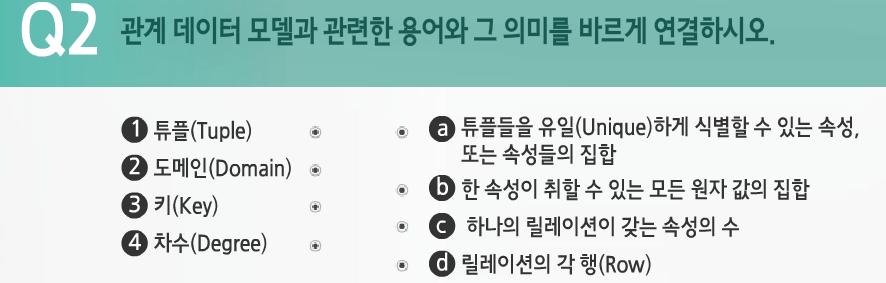 Q2 관계 데이터 모델과 관련한 용어와 그 의미를 바르게 연결하시오.
❶ 튜플(Tuple)
❷ 도메인(Domain)
❸ 키(Key)
❹ 차수(Degree)
ⓐ 튜플들을 유일(Unique)하게 식별할 수 있는 속성,
또는 속성들의 집합
ⓑ 한 속성이 취할 수 있는 모든 원자 값의 집합
ⓒ 하나의 릴레이션이 갖는 속성의 수
ⓓ 릴레이션의 각 행(Row)